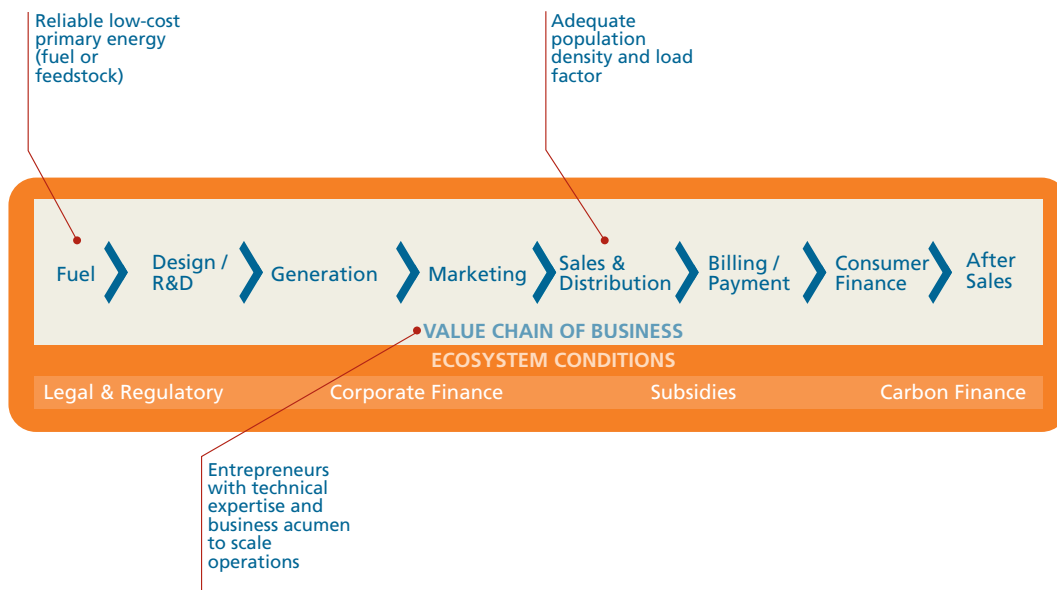 Reliable low-cost
primary energy
(fuel or
feedstock)
Adequate
population
density and load
factor
Fuel
Design /
R&D
Generation
Marketing
Sales &
Distribution
Billing /
Payment
Consumer
Finance
After
Sales
VALUE CHAIN OF BUSINESS
ECOSYSTEM CONDITIONS
Legal & Regulatory
Corporate Finance
Subsidies
Carbon Finance
Entrepreneurs
with technical
expertise and
business acumen
to scale
operations